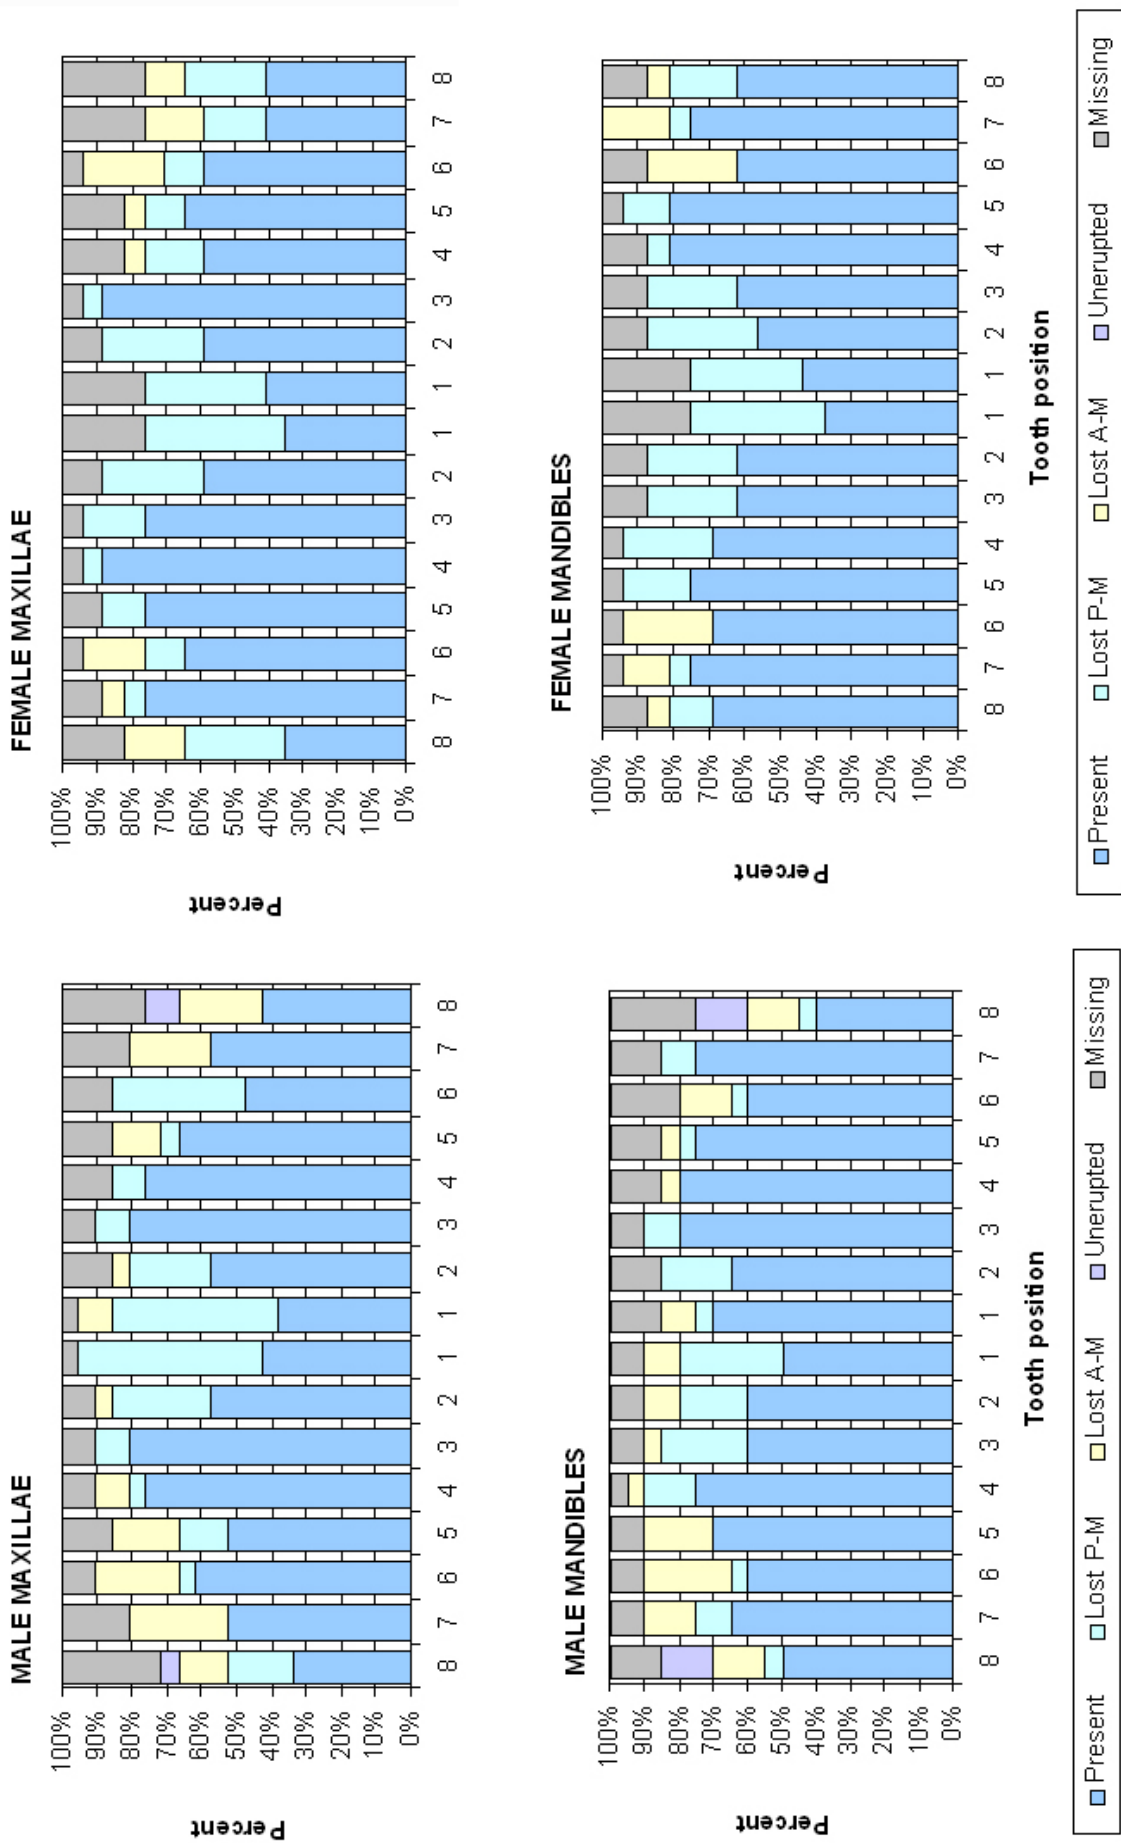 MALE MAXILLAE
Percent
100%
90%
80%
70%
60%
50%
40%
30%
20%
10%
0%
8 7 6 5 4 3 2 1 1 2 3 4 5 6 7 8
FEMALE MAXILLAE
Percent
100%
90%
80%
70%
60%
50%
40%
30%
20%
10%
0%
8 7 6 5 4 3 2 1 1 2 3 4 5 6 7 8
MALE MANDIBLES
Percent
100%
90%
80%
70%
60%
50%
40%
30%
20%
10%
0%
8 7 6 5 4 3 2 1 1 2 3 4 5 6 7 8
Tooth position
Present Lost P-M Lost A-M Unerupted Missing
FEMALE MANDIBLES
Percent
100%
90%
80%
70%
60%
50%
40%
30%
20%
10%
0%
8 7 6 5 4 3 2 1 1 2 3 4 5 6 7 8
Tooth position
Present Lost P-M Lost A-M Unerupted Missing